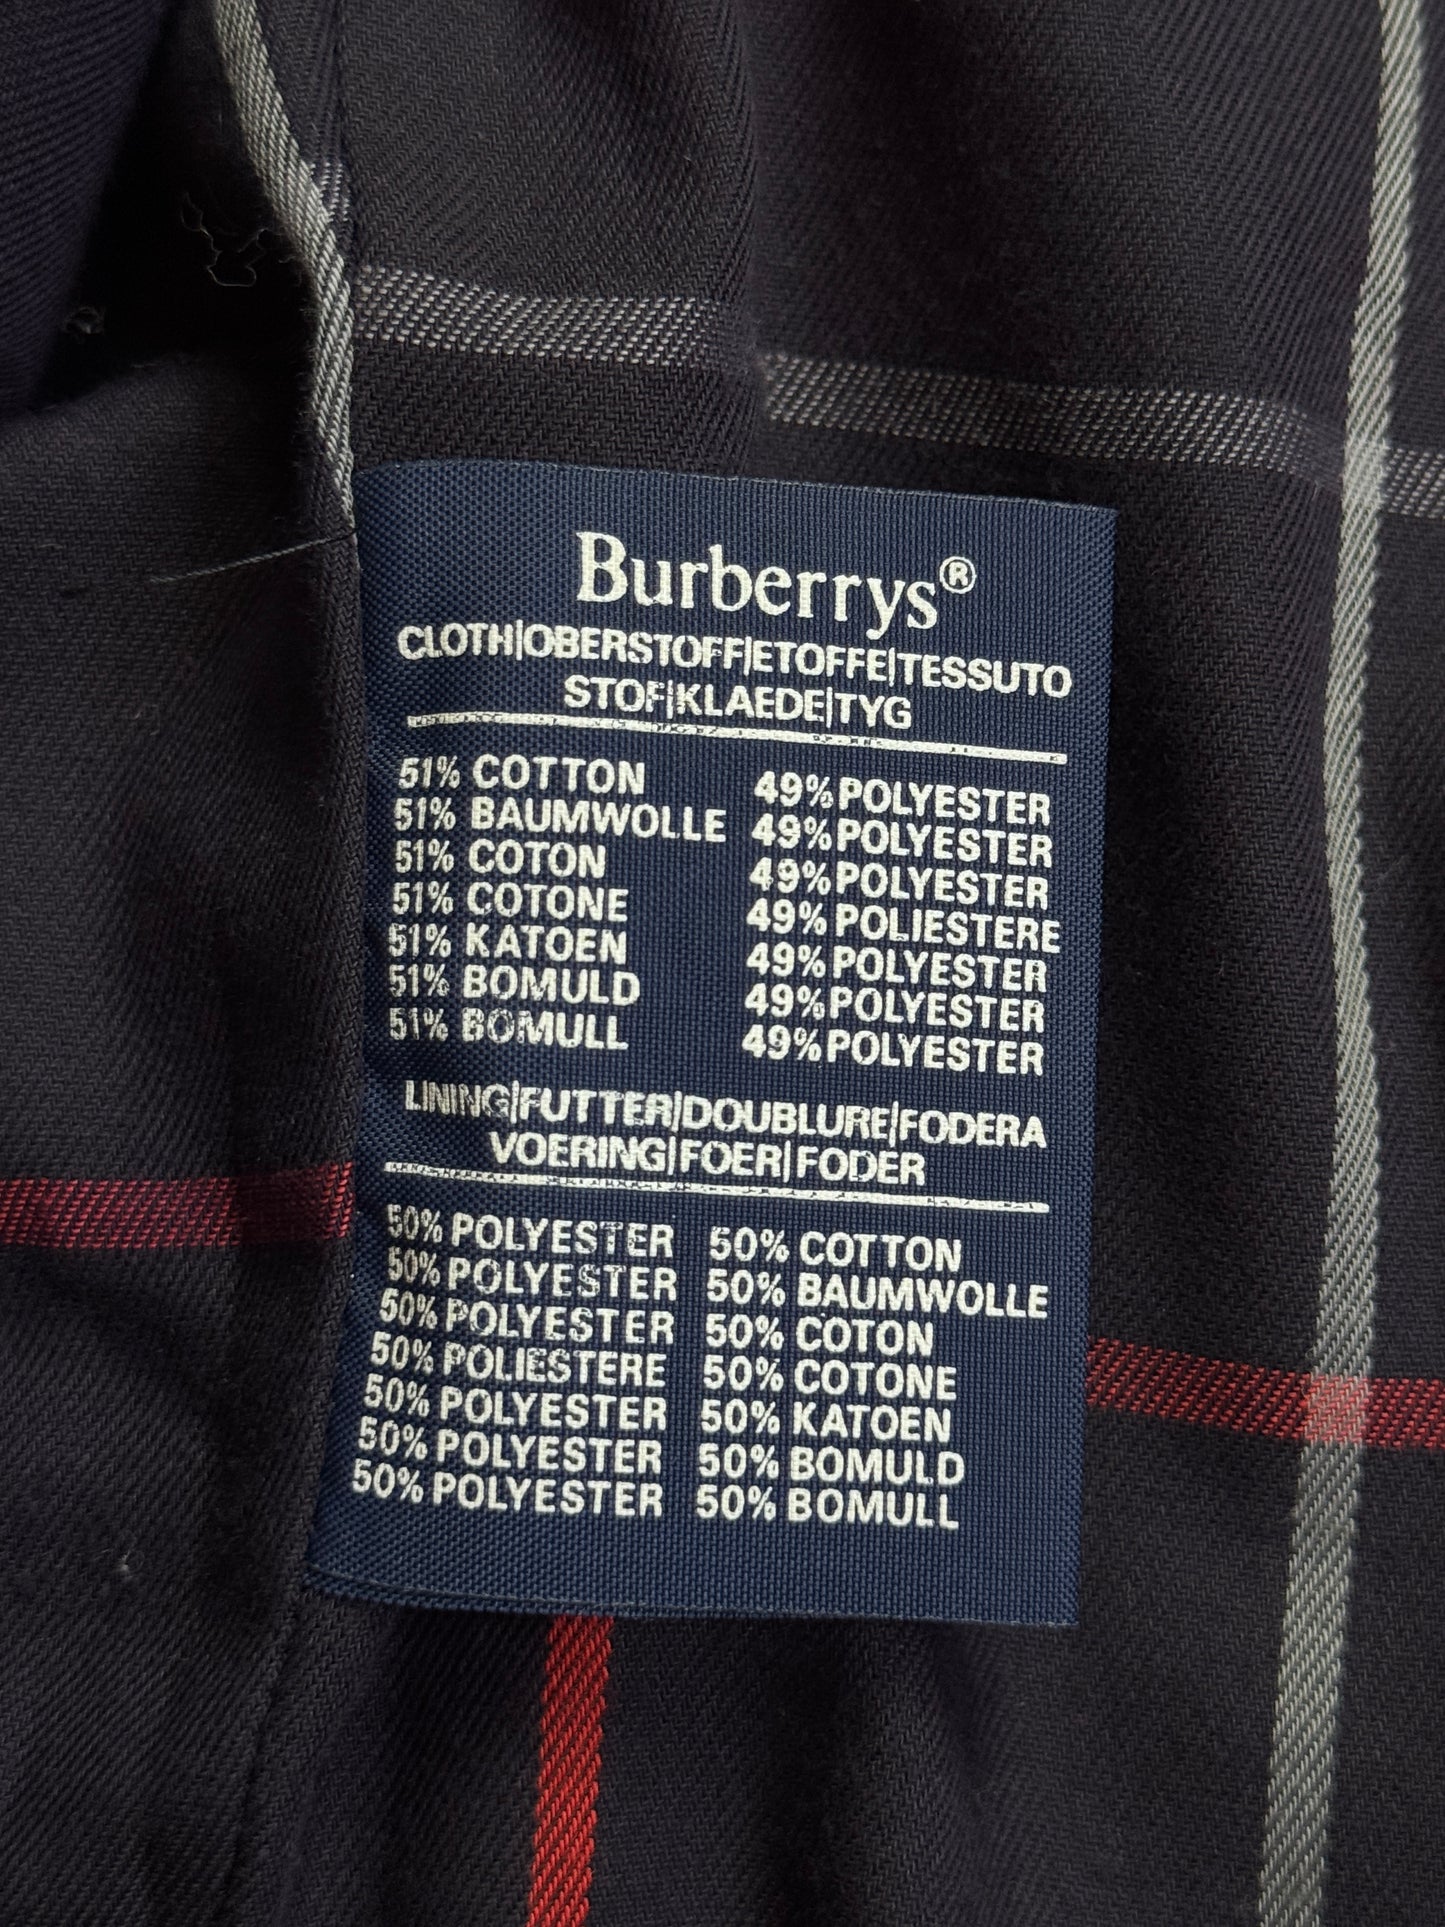 Burberrys®
CLOTH|OBERSTOFF|ETOFFE|TESSUTO
STOF|KLAEDE|TYG
51% COTTON 49% POLYESTER
51% BAUMWOLLE 49% POLYESTER
51% COTON 49% POLYESTER
51% COTONE 49% POLIESTERE
51% KATOEN 49% POLYESTER
51% BOMULD 49% POLYESTER
51% BOMULL 49% POLYESTER
LINING|FUTTER|DOUBLURE|FODERA
VOERING|FOER|FODER
50% POLYESTER 50% COTTON
50% POLYESTER 50% BAUMWOLLE
50% POLYESTER 50% COTON
50% POLIESTERE 50% COTONE
50% POLYESTER 50% KATOEN
50% POLYESTER 50% BOMULD
50% POLYESTER 50% BOMULL